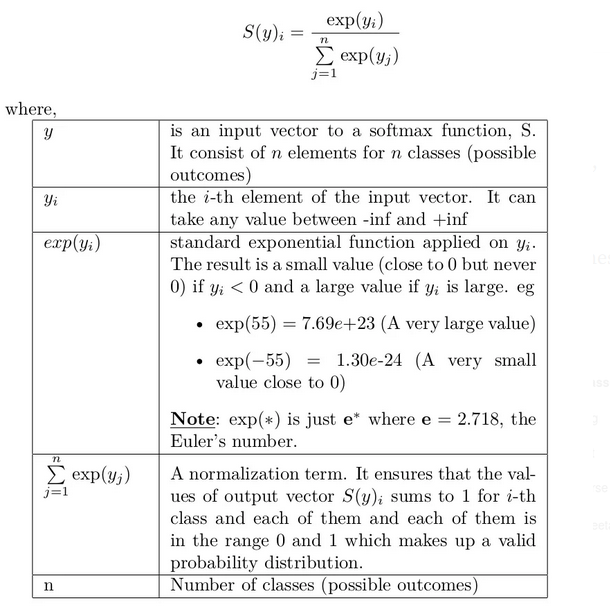 S(y)_i = \frac{\exp(y_i)}{\sum_{j=1}^{n} \exp(y_j)}
where,
y
is an input vector to a softmax function, S.
It consist of n elements for n classes (possible
outcomes)
y_i
the i-th element of the input vector. It can
take any value between -inf and +inf
exp(y_i)
standard exponential function applied on y_i.
The result is a small value (close to 0 but never
0) if y_i < 0 and a large value if y_i is large. eg
• exp(55) = 7.69e+23 (A very large value)
• exp(−55) = 1.30e-24 (A very small
value close to 0)
Note: exp(∗) is just e* where e = 2.718, the
Euler's number.
\sum_{j=1}^{n} \exp(y_j)
A normalization term. It ensures that the val-
ues of output vector S(y)_i sums to 1 for i-th
class and each of them and each of them is
in the range 0 and 1 which makes up a valid
probability distribution.
n
Number of classes (possible outcomes)